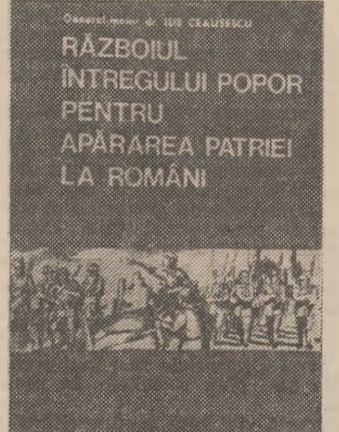 General-maior dr. ILIE CEAUȘESCU
RĂZBOIUL
ÎNTREGULUI POPOR
PENTRU
APĂRAREA PATRIEI
LA ROMÂNI